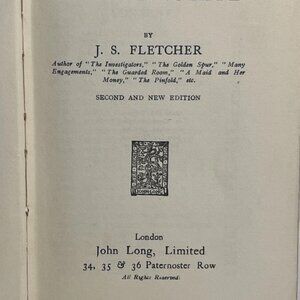 BY
J. S. FLETCHER
Author of "The Investigators," "The Golden Spur," "Many
Engagements," "The Guarded Room," "A Maid and Her
Money," "The Pinfold," etc.
SECOND AND NEW EDITION
London
John Long, Limited
34, 35 & 36 Paternoster Row
All Rights Reserved